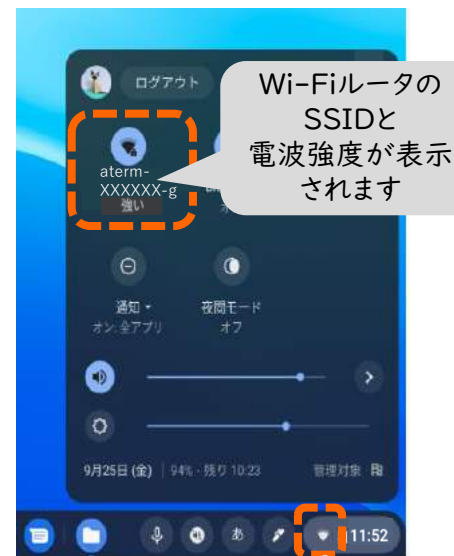 ログアウト
Wi-Fiルータの
SSIDと
電波強度が表示
されます
aterm-
XXXXXX-g
強い
通知
夜間モード
オン、全アプリ
オフ
9月25日(金)
94% - 残り 10:23
管理対象
あ
11:52